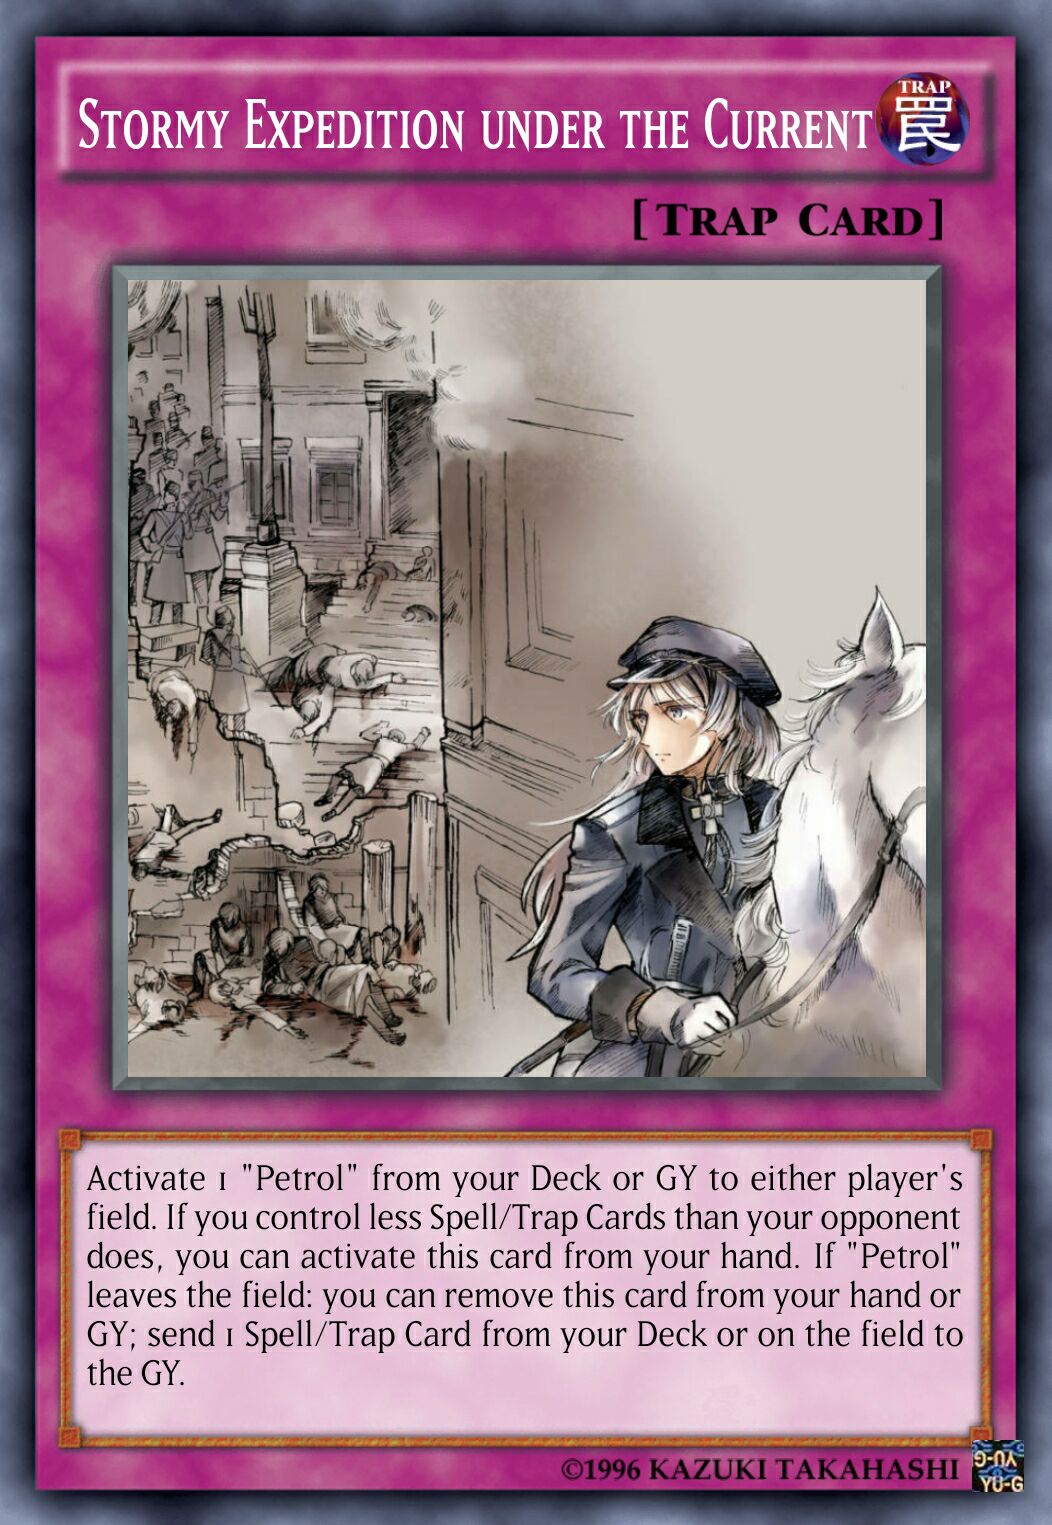 Stormy Expedition under the Current
TRAP
罠
[Trap Card]
Activate 1 "Petrol" from your Deck or GY to either player's
field. If you control less Spell/Trap Cards than your opponent
does, you can activate this card from your hand. If "Petrol"
leaves the field: you can remove this card from your hand or
GY; send 1 Spell/Trap Card from your Deck or on the field to
the GY.
©1996 KAZUKI TAKAHASHI
YU-G
YU-G